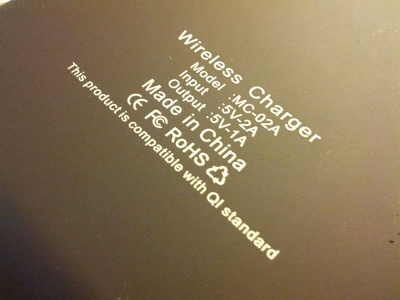 Wireless Charger
Model :MC-02A
Input :5V-2A
Output :5V-1A
Made in China
CE FC RoHS
This product is compatible with QI standard